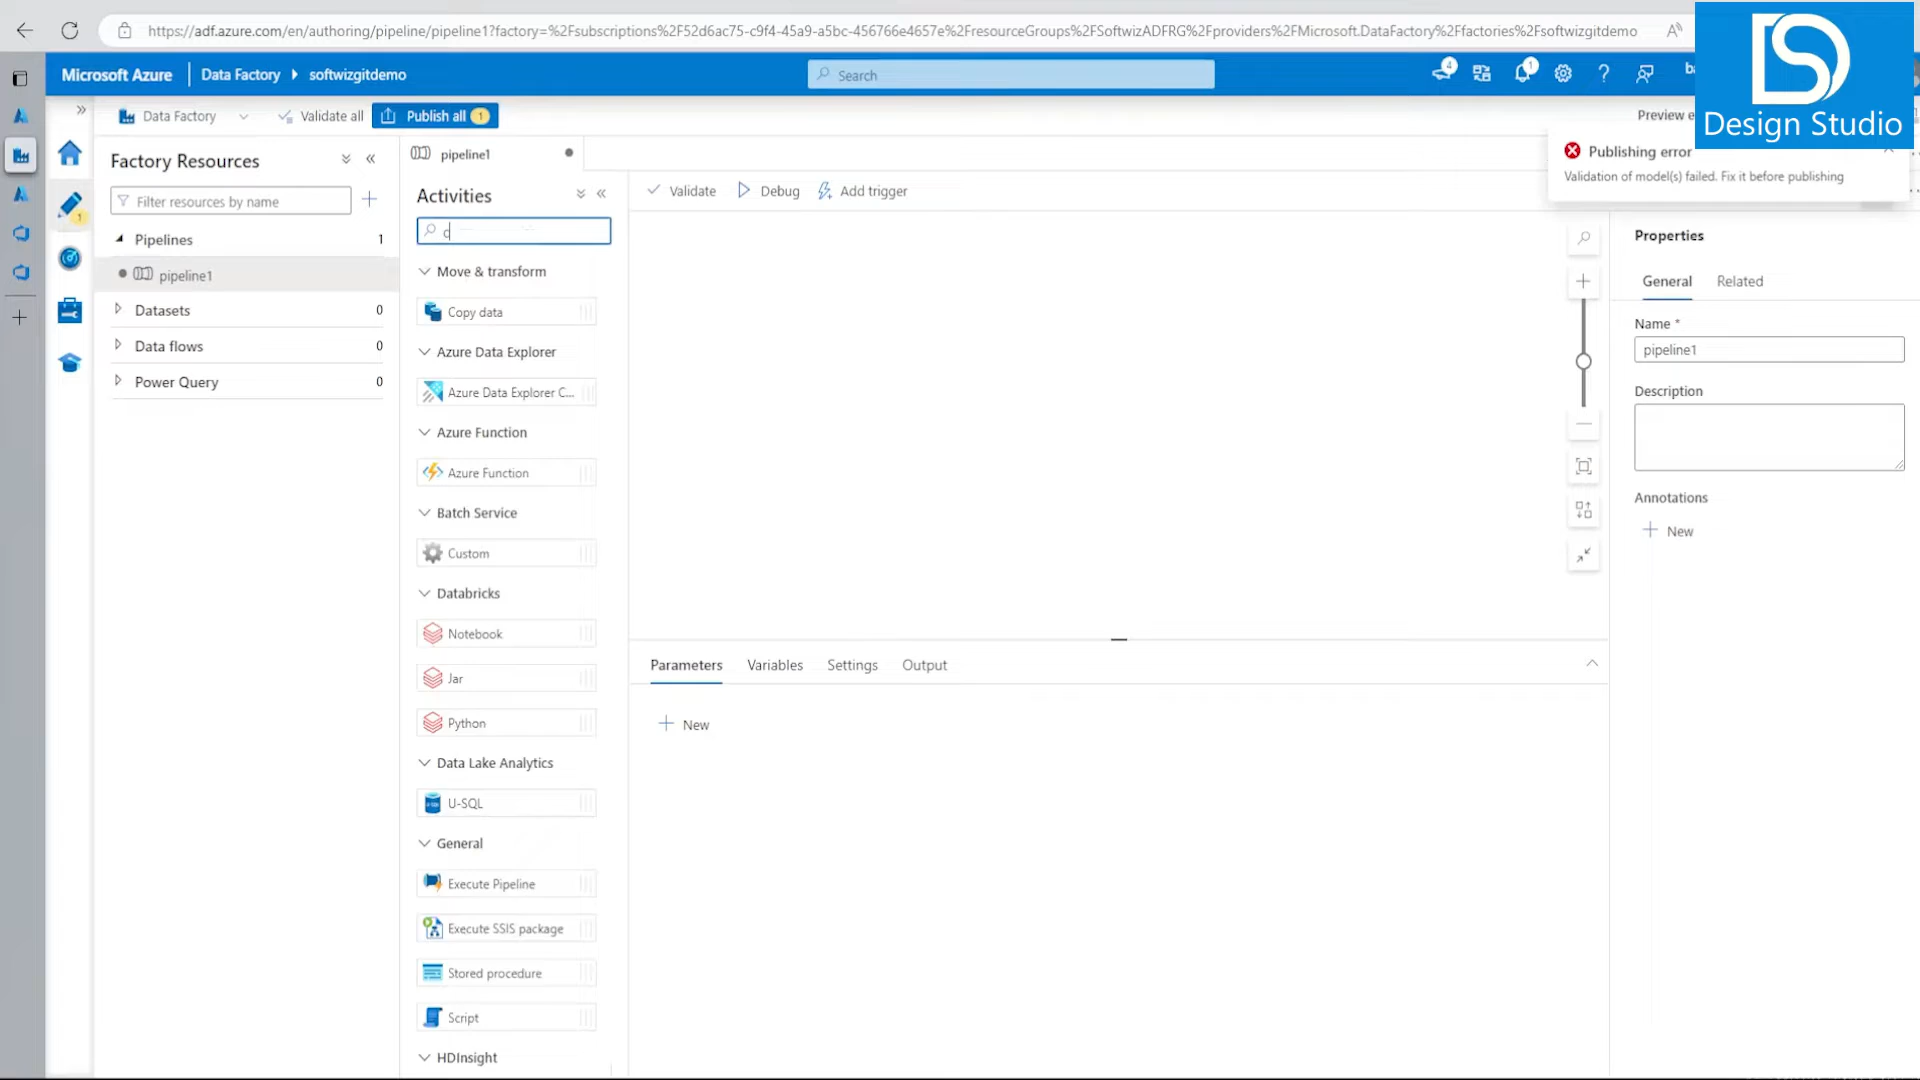 https://adf.azure.com/en/authoring/pipeline/pipeline1?factory=%2Fsubscriptions%2F52d6ac75-c9f4-45a9-a5bc-456766e4657e%2FresourceGroups%2FSoftwizADFRG%2Fproviders%2FMicrosoft.DataFactory%2Ffactories%2Fsoftwizgitdemo
Microsoft Azure
Data Factory
softwizgitdemo
Search
4
1
Design Studio
Data Factory
Validate all
Publish all
1
Preview
Publishing error
Validation of model(s) failed. Fix it before publishing
Factory Resources
Filter resources by name
1
Pipelines
1
pipeline1
Datasets
0
Data flows
0
Power Query
0
pipeline1
Activities
c
Move & transform
Copy data
Azure Data Explorer
Azure Data Explorer C...
Azure Function
Azure Function
Batch Service
Custom
Databricks
Notebook
Jar
Python
Data Lake Analytics
U-SQL
General
Execute Pipeline
Execute SSIS package
Stored procedure
Script
HDInsight
Validate
Debug
Add trigger
Parameters
Variables
Settings
Output
New
Properties
General
Related
Name *
pipeline1
Description
Annotations
New